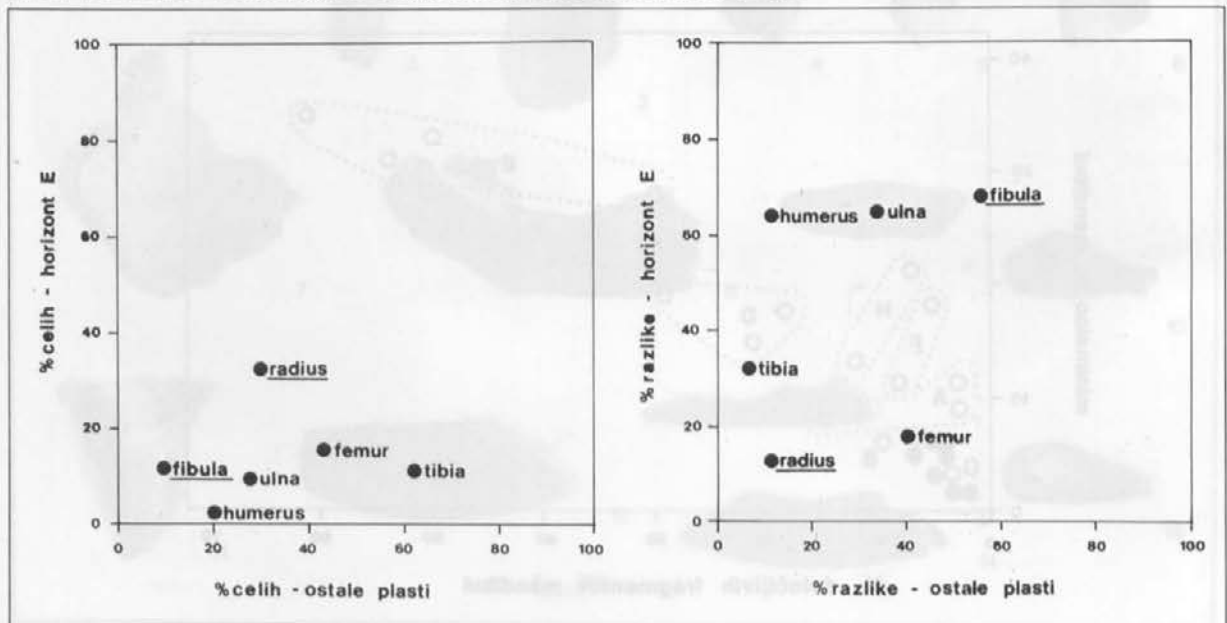 %celih - horizont E
100
80
60
40
20
0
radius
femur
fibula
ulna
tibia
humerus
0 20 40 60 80 100
%celih - ostale plasti
%razlike - horizont E
100
80
60
40
20
0
fibula
humerus
ulna
tibia
femur
radius
0 20 40 60 80 100
%razlike - ostale plasti